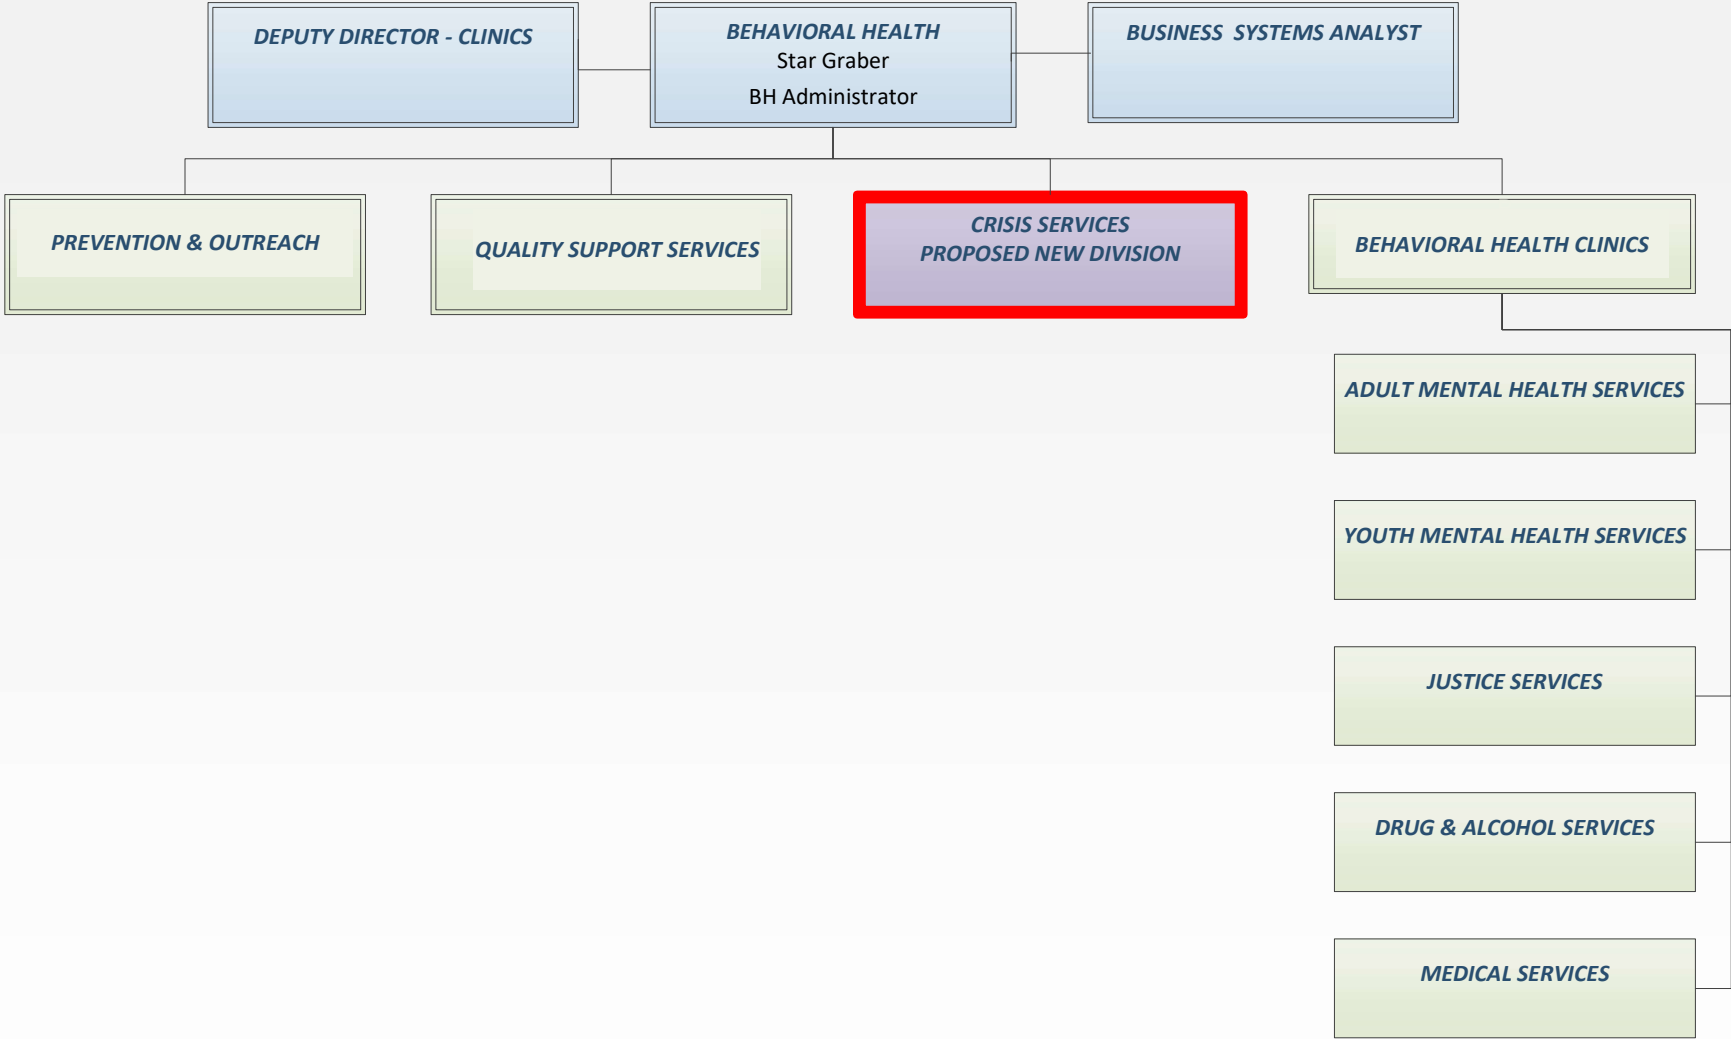 DEPUTY DIRECTOR - CLINICS
BEHAVIORAL HEALTH
Star Graber
BH Administrator
BUSINESS  SYSTEMS ANALYST
PREVENTION & OUTREACH
QUALITY SUPPORT SERVICES
CRISIS SERVICES
PROPOSED NEW DIVISION
BEHAVIORAL HEALTH CLINICS
ADULT MENTAL HEALTH SERVICES
YOUTH MENTAL HEALTH SERVICES
JUSTICE SERVICES
DRUG & ALCOHOL SERVICES
MEDICAL SERVICES